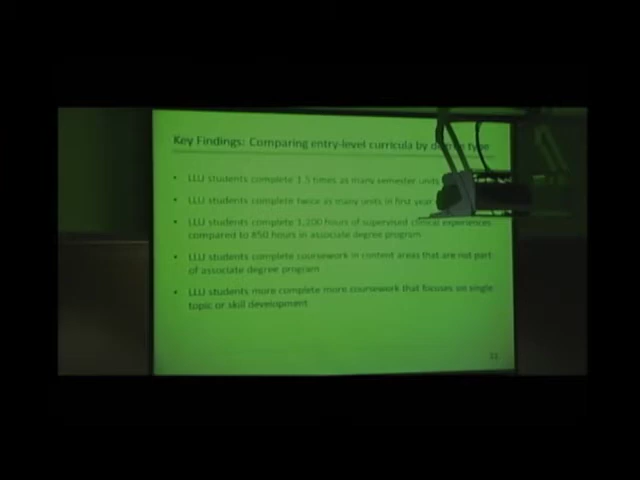 Key Findings: Comparing entry-level curricula by degree type
• LLU students complete 1.5 times as many semester units
• LLU students complete twice as many units in first year
• LLU students complete 1,200 hours of supervised clinical experiences
compared to 850 hours in associate degree program
• LLU students complete coursework in content areas that are not part
of associate degree program
• LLU students more complete more coursework that focuses on single
topic or skill development